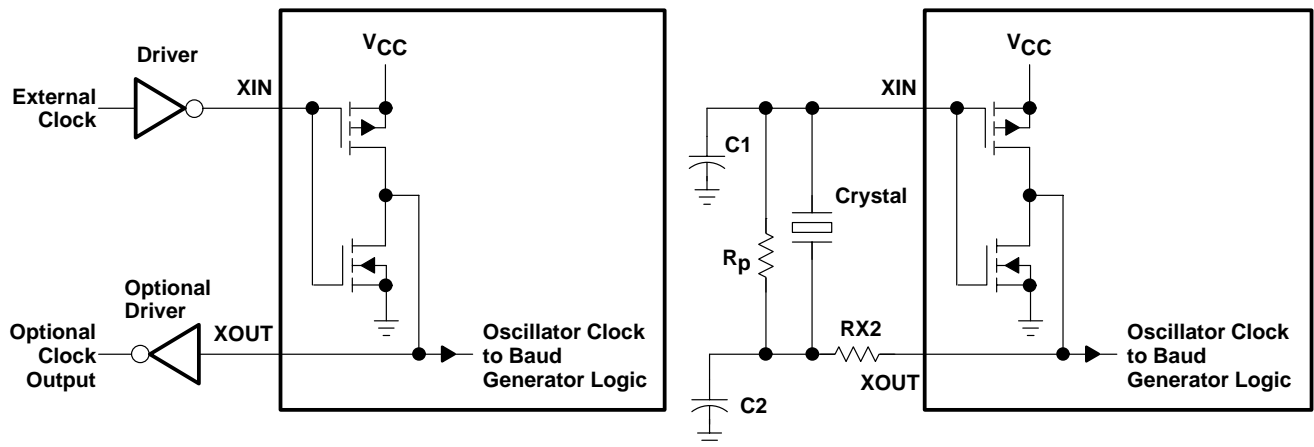 VCC
Driver
XIN
External
Clock
Optional
Driver
Optional
Clock
Output
XOUT
Oscillator Clock
to Baud
Generator Logic
VCC
XIN
C1
Crystal
Rp
RX2
XOUT
C2
Oscillator Clock
to Baud
Generator Logic